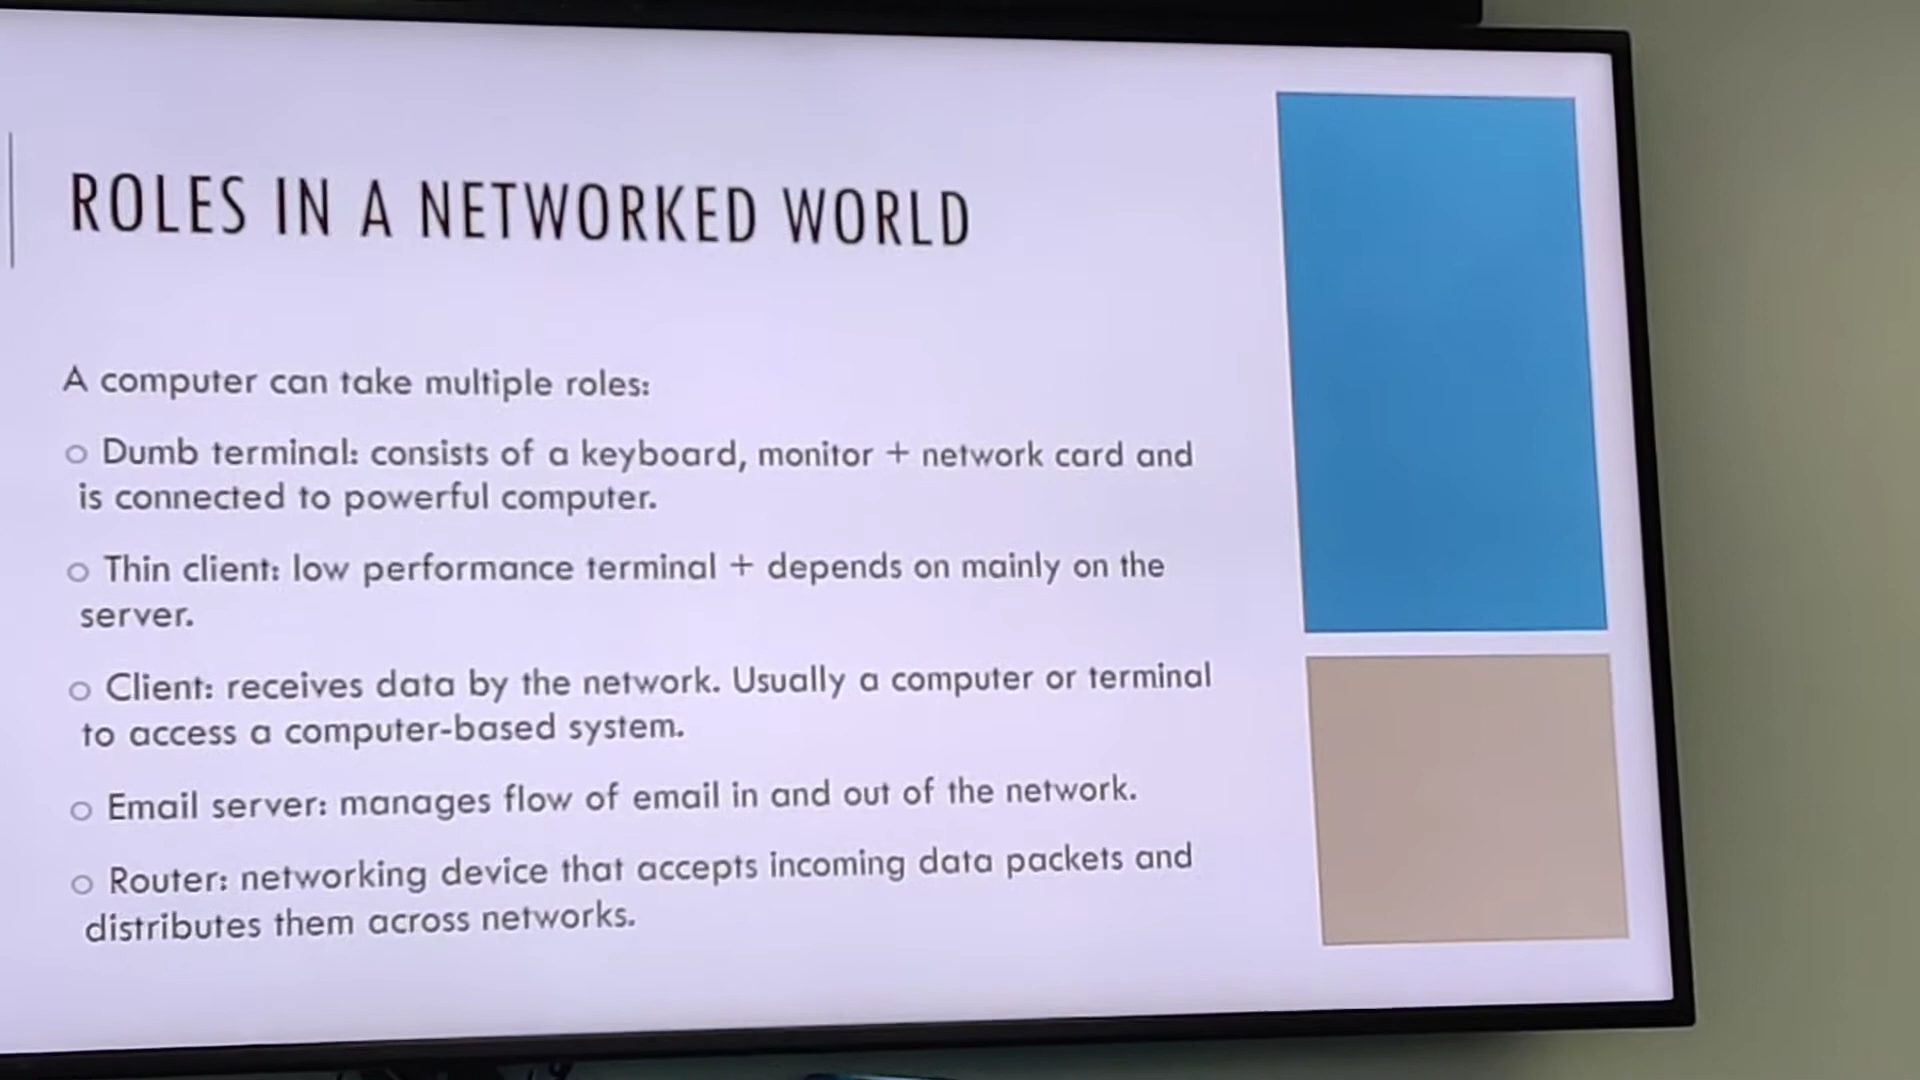 ROLES IN A NETWORKED WORLD
A computer can take multiple roles:
o Dumb terminal: consists of a keyboard, monitor + network card and
is connected to powerful computer.
o Thin client: low performance terminal + depends on mainly on the
server.
o Client: receives data by the network. Usually a computer or terminal
to access a computer-based system.
o Email server: manages flow of email in and out of the network.
o Router: networking device that accepts incoming data packets and
distributes them across networks.